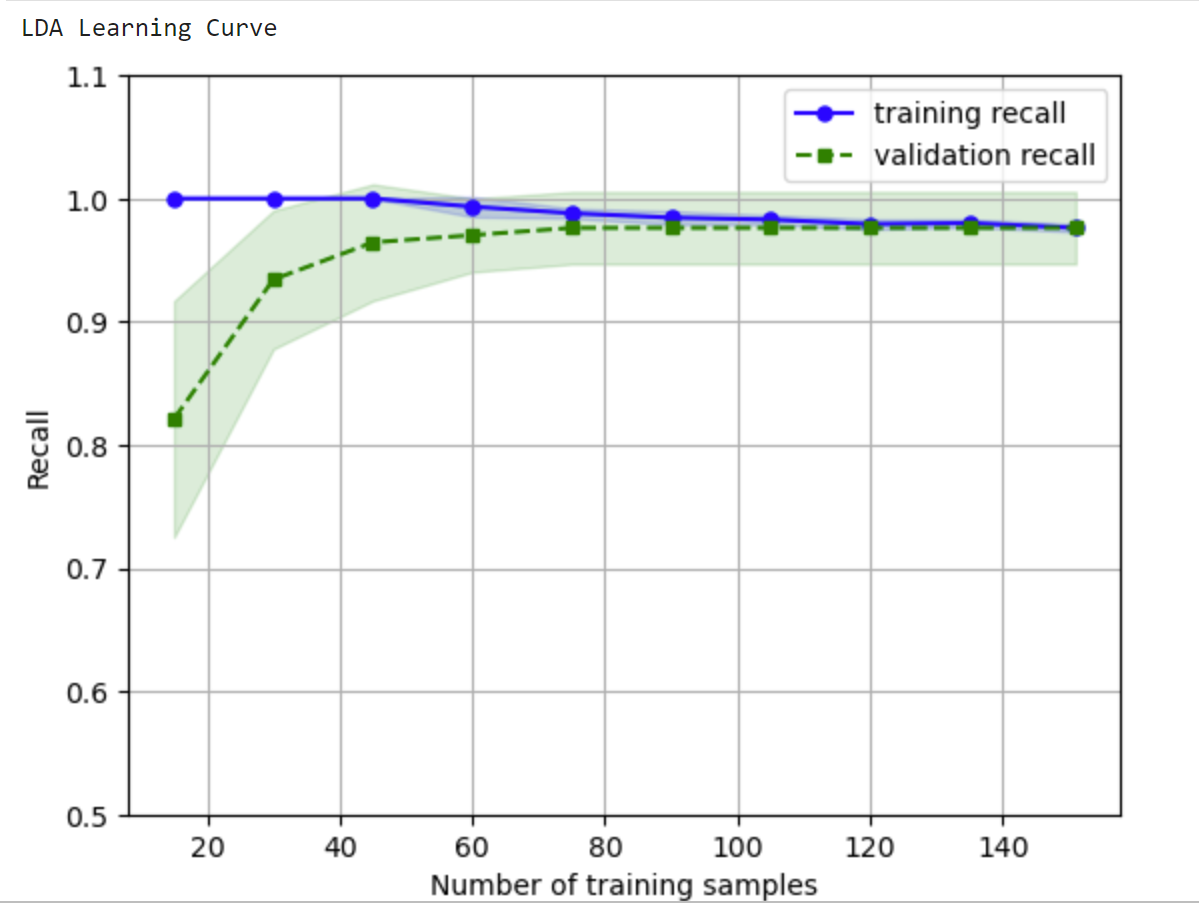 LDA Learning Curve
1.1
1.0
0.9
0.8
0.7
0.6
0.5
Recall
training recall
validation recall
20 40 60 80 100 120 140
Number of training samples